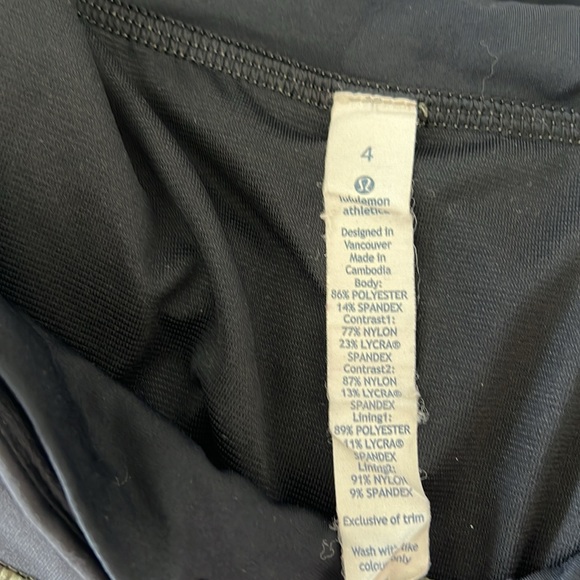 4
lululemon
athletica
Designed in
Vancouver
Made in
Cambodia
Body:
86% POLYESTER
14% SPANDEX
Contrast1:
77% NYLON
23% LYCRA®
SPANDEX
Contrast2:
87% NYLON
13% LYCRA®
SPANDEX
Lining1:
89% POLYESTER
11% LYCRA®
SPANDEX
Lining2:
91% NYLON
9% SPANDEX
Exclusive of trim
Wash with like
colours only